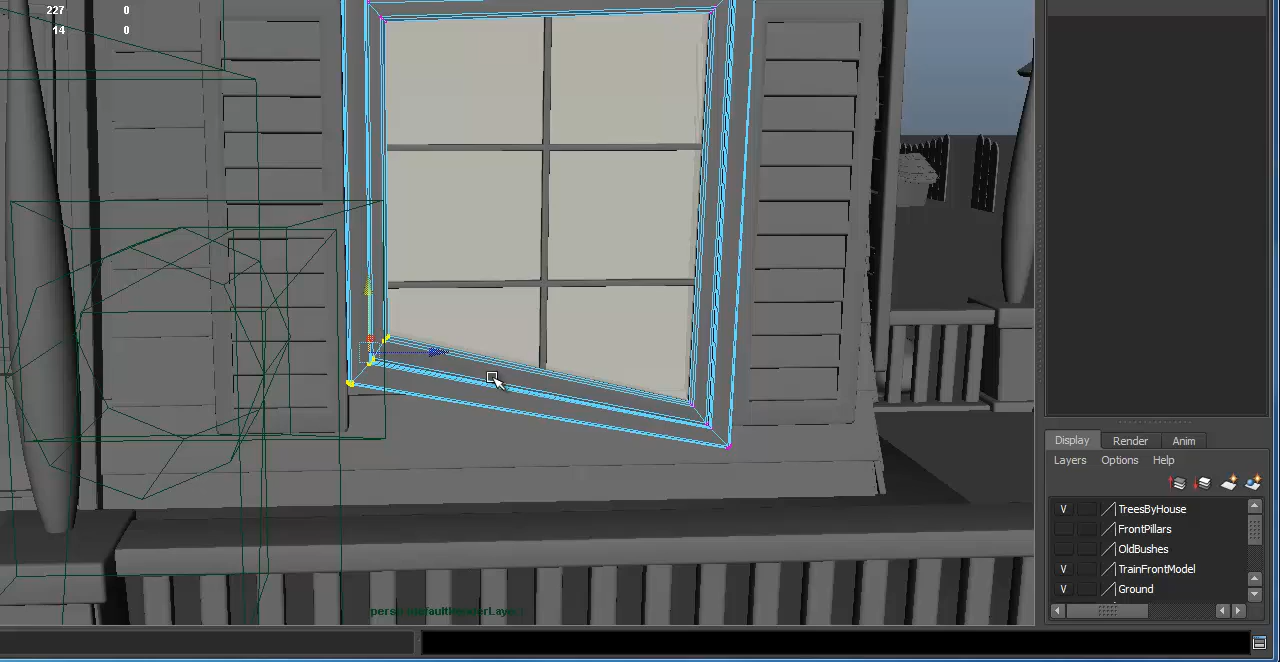 227 0
14 0
Display Render Anim
Layers Options Help
V TreesByHouse
FrontPillars
OldBushes
V TrainFrontModel
V Ground